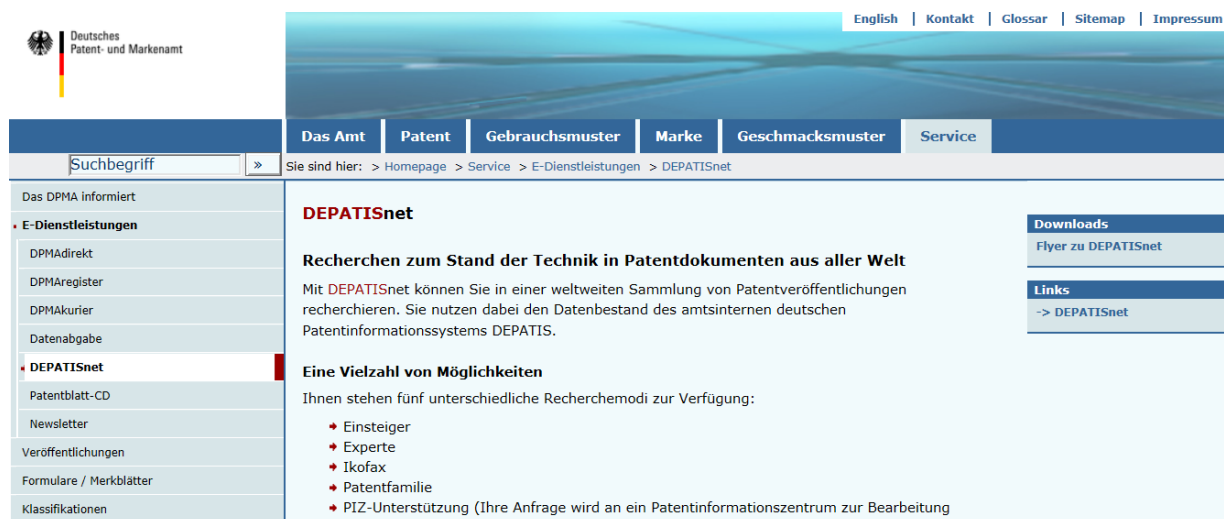 English | Kontakt | Glossar | Sitemap | Impressum
Deutsches
Patent- und Markenamt
Das Amt Patent Gebrauchsmuster Marke Geschmacksmuster Service
Suchbegriff »
Sie sind hier: > Homepage > Service > E-Dienstleistungen > DEPATISnet
Das DPMA informiert
E-Dienstleistungen
DPMAdirekt
DPMAregister
DPMAkurier
Datenabgabe
DEPATISnet
Patentblatt-CD
Newsletter
Veröffentlichungen
Formulare / Merkblätter
Klassifikationen
DEPATISnet
Recherchen zum Stand der Technik in Patentdokumenten aus aller Welt
Mit DEPATISnet können Sie in einer weltweiten Sammlung von Patentveröffentlichungen
recherchieren. Sie nutzen dabei den Datenbestand des amtsinternen deutschen
Patentinformationssystems DEPATIS.
Eine Vielzahl von Möglichkeiten
Ihnen stehen fünf unterschiedliche Recherchemodi zur Verfügung:
Einsteiger
Experte
Ikofax
Patentfamilie
PIZ-Unterstützung (Ihre Anfrage wird an ein Patentinformationszentrum zur Bearbeitung
Downloads
Flyer zu DEPATISnet
Links
-> DEPATISnet